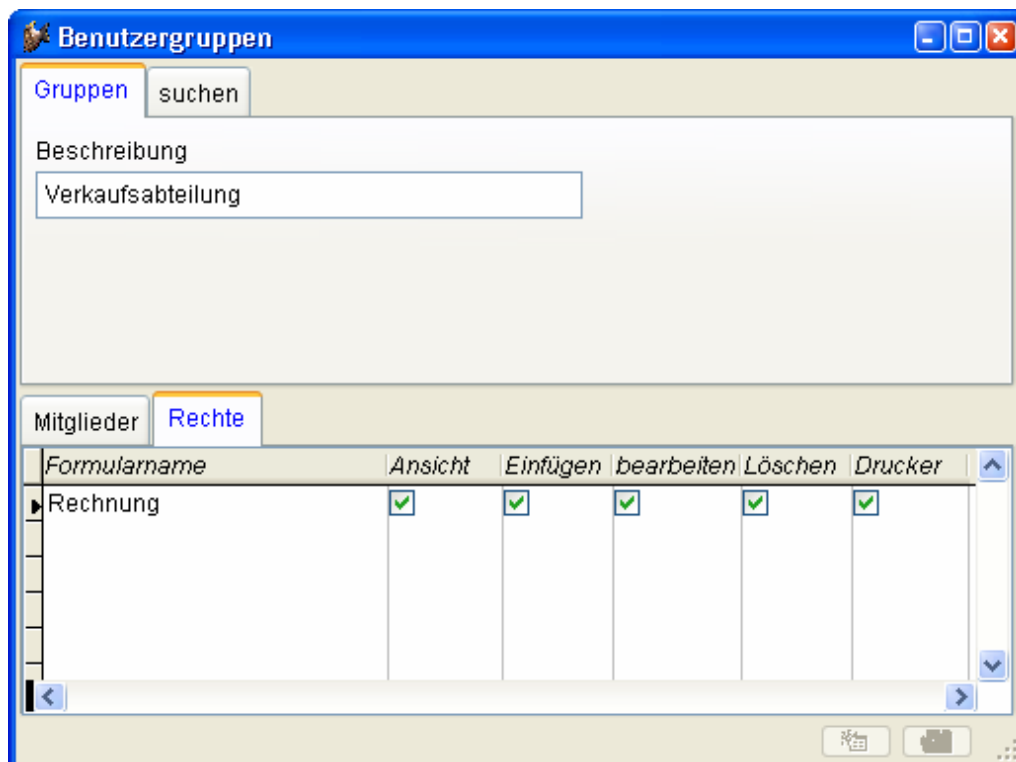 Benutzergruppen
Gruppen suchen
Beschreibung
Verkaufsabteilung
Mitglieder Rechte
Formularname Ansicht Einfügen bearbeiten Löschen Drucker
Rechnung